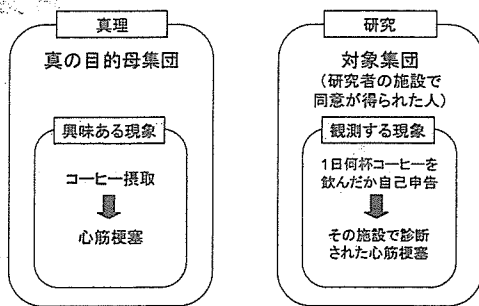 真理
真の目的母集団
興味ある現象
コーヒー摂取
心筋梗塞
研究
対象集団
(研究者の施設で
同意が得られた人)
観測する現象
1日何杯コーヒーを
飲んだか自己申告
その施設で診断
された心筋梗塞